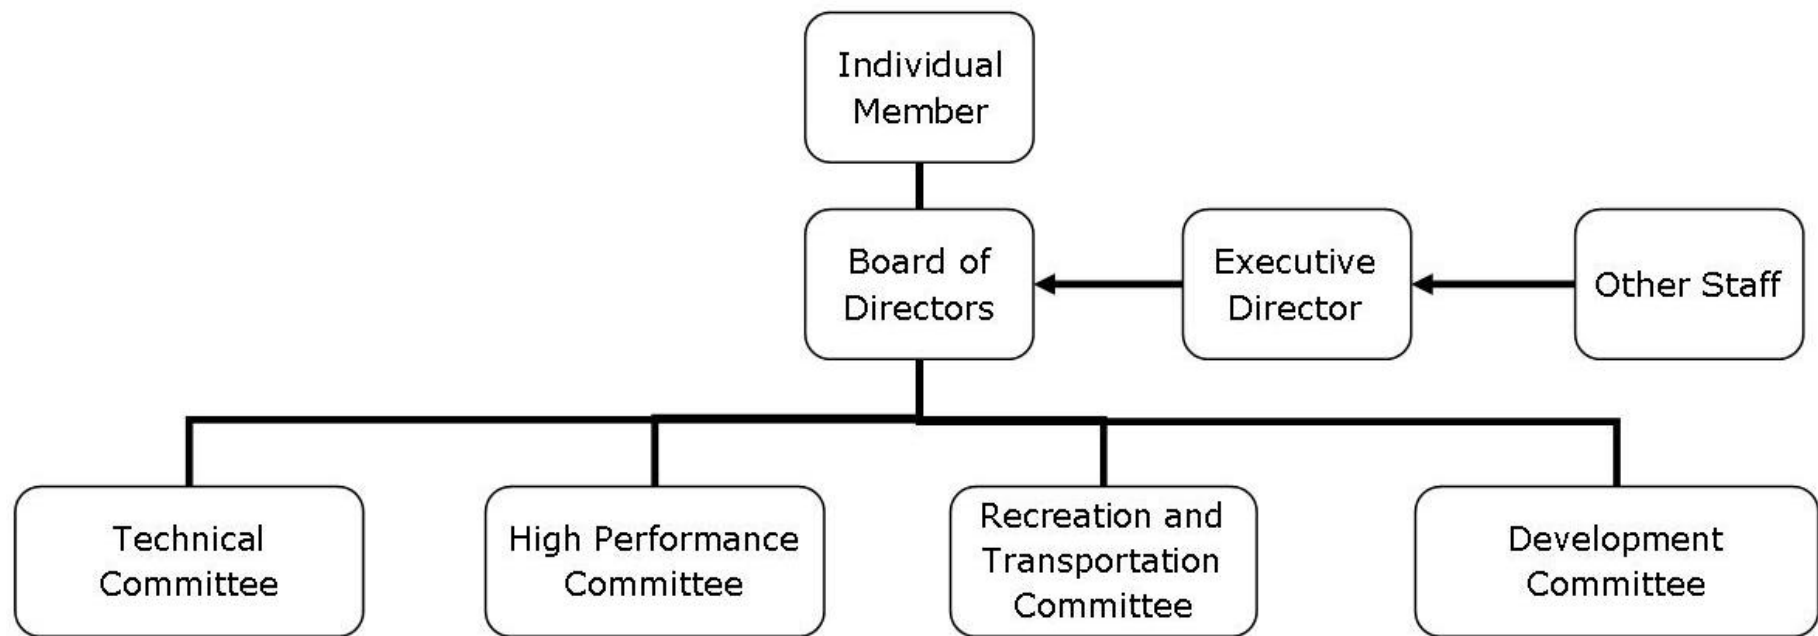 Individual
Member
Board of
Directors
Executive
Director
Other Staff
Technical
Committee
High Performance
Committee
Recreation and
Transportation
Committee
Development
Committee